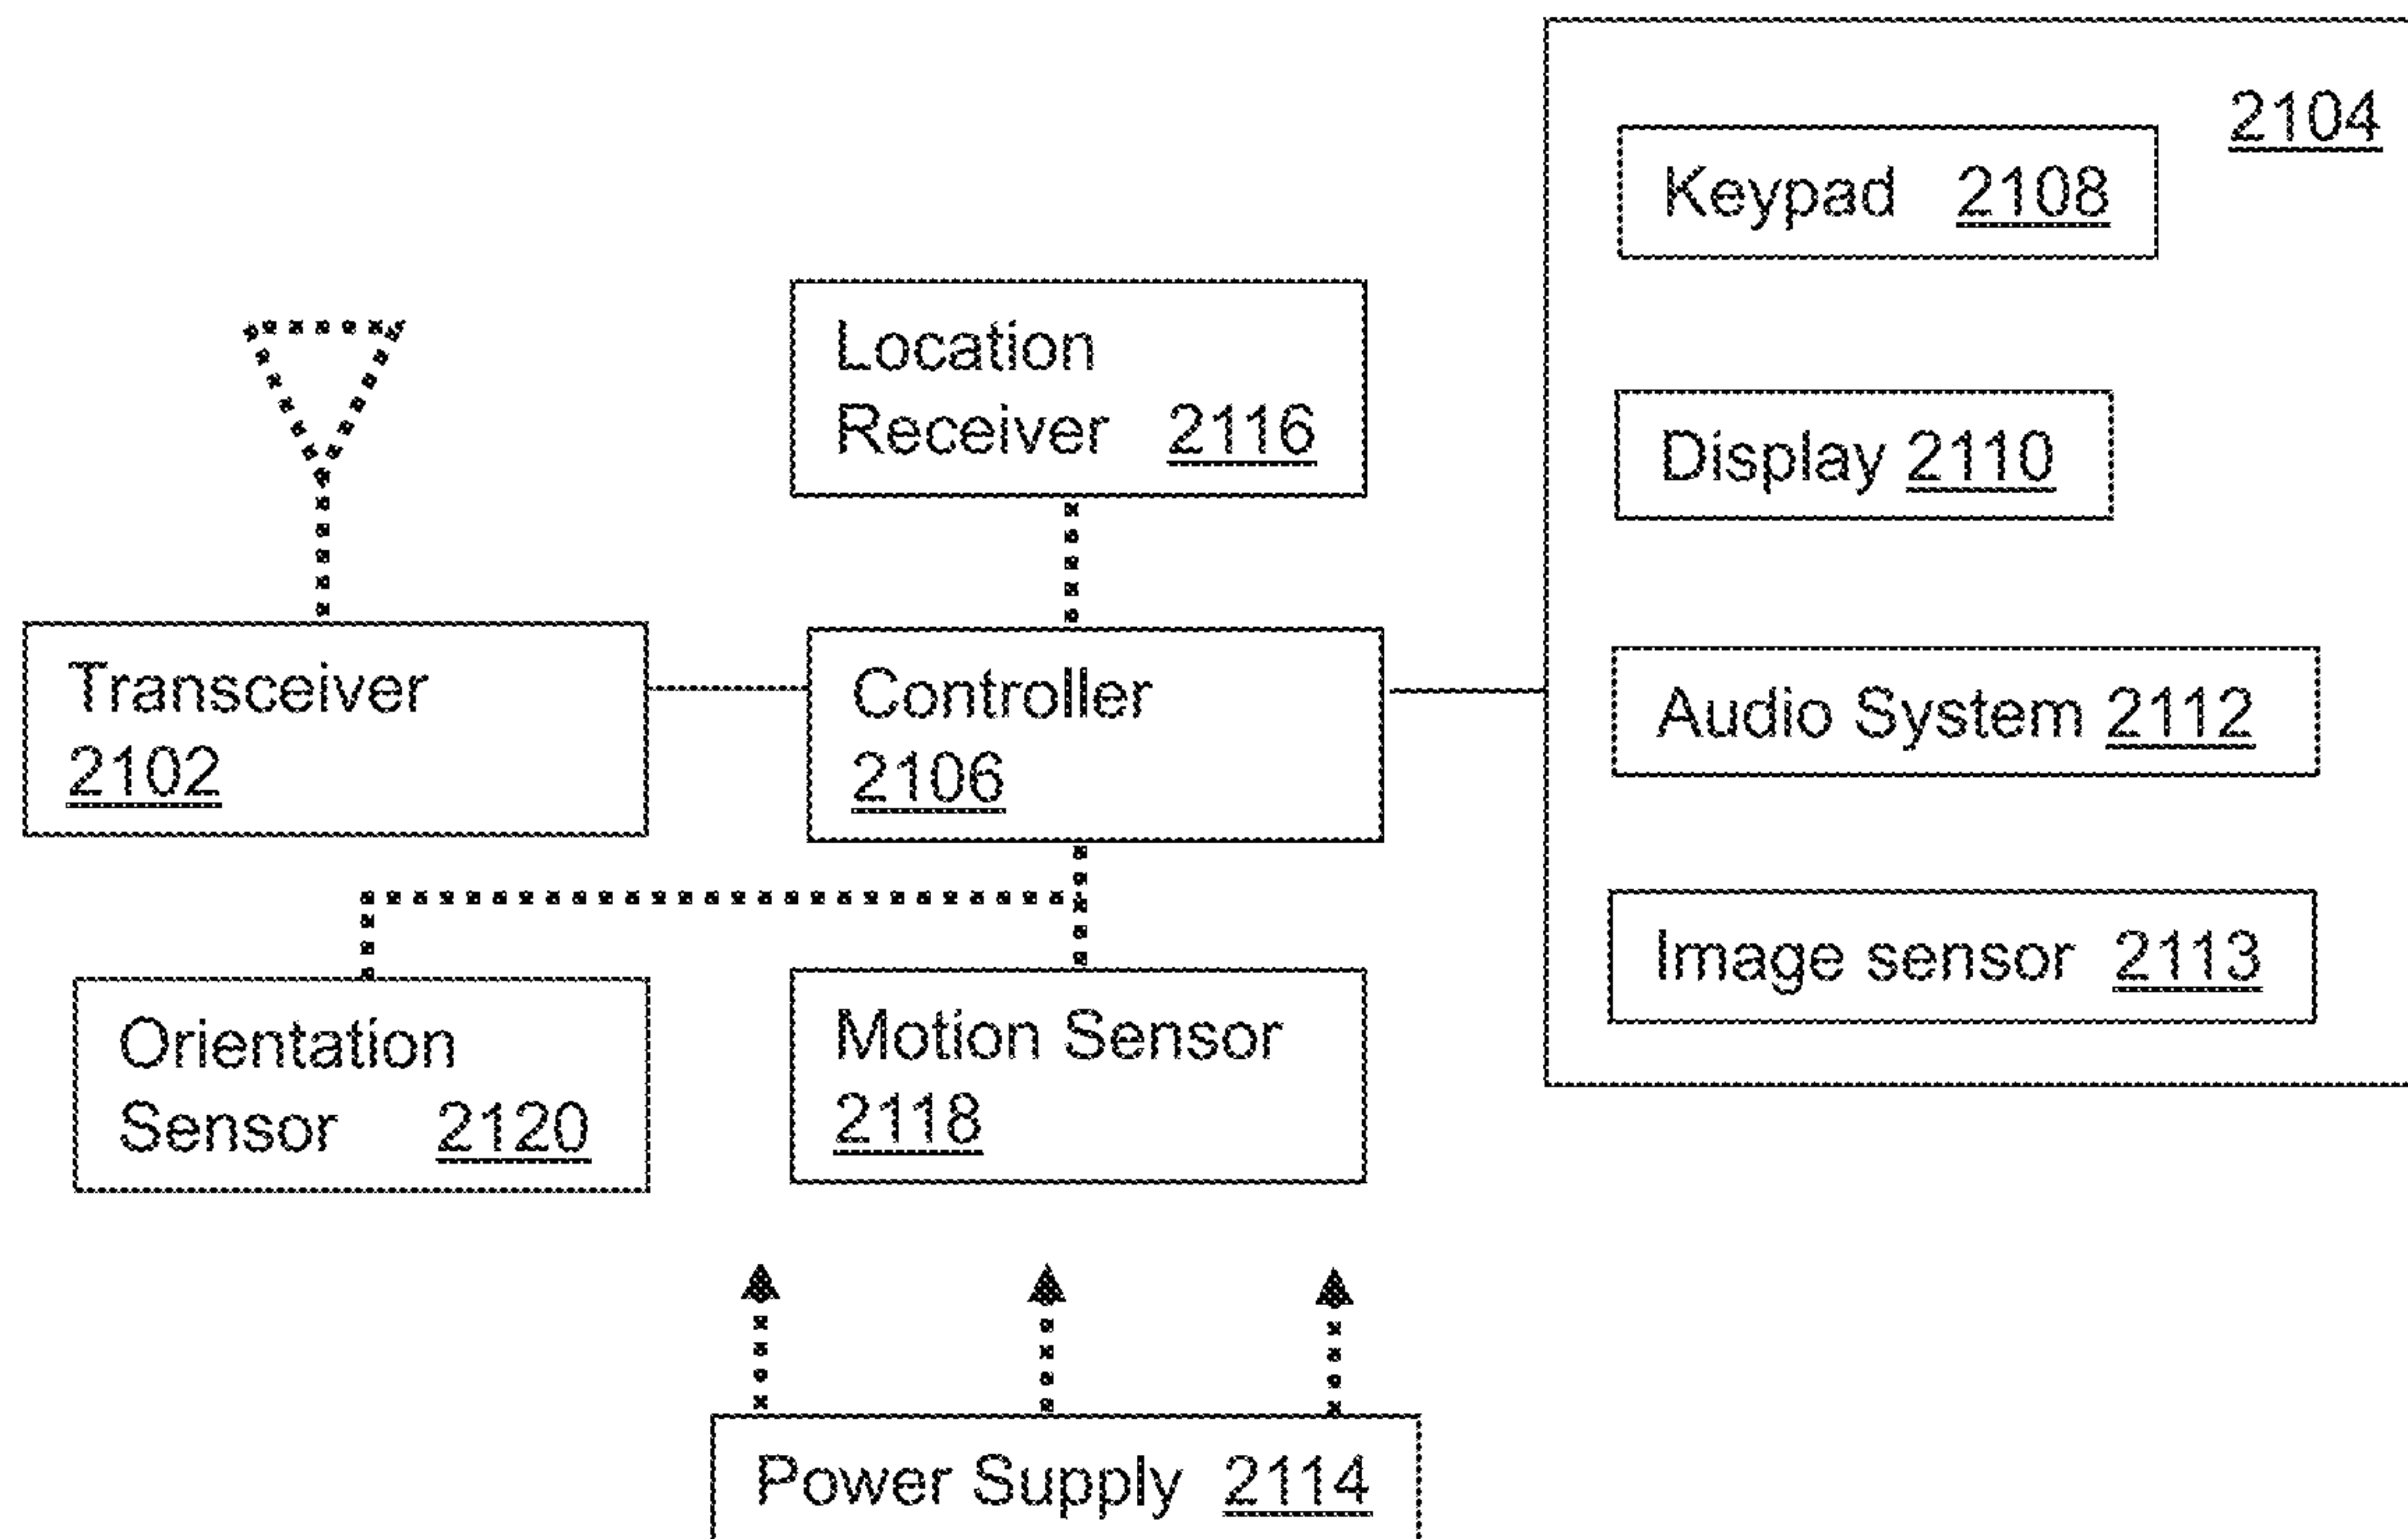 2104
Keypad 2108
Location
Receiver 2116
Display 2110
Transceiver
2102
Controller
2106
Audio System 2112
Image sensor 2113
Orientation
Sensor 2120
Motion Sensor
2118
Power Supply 2114